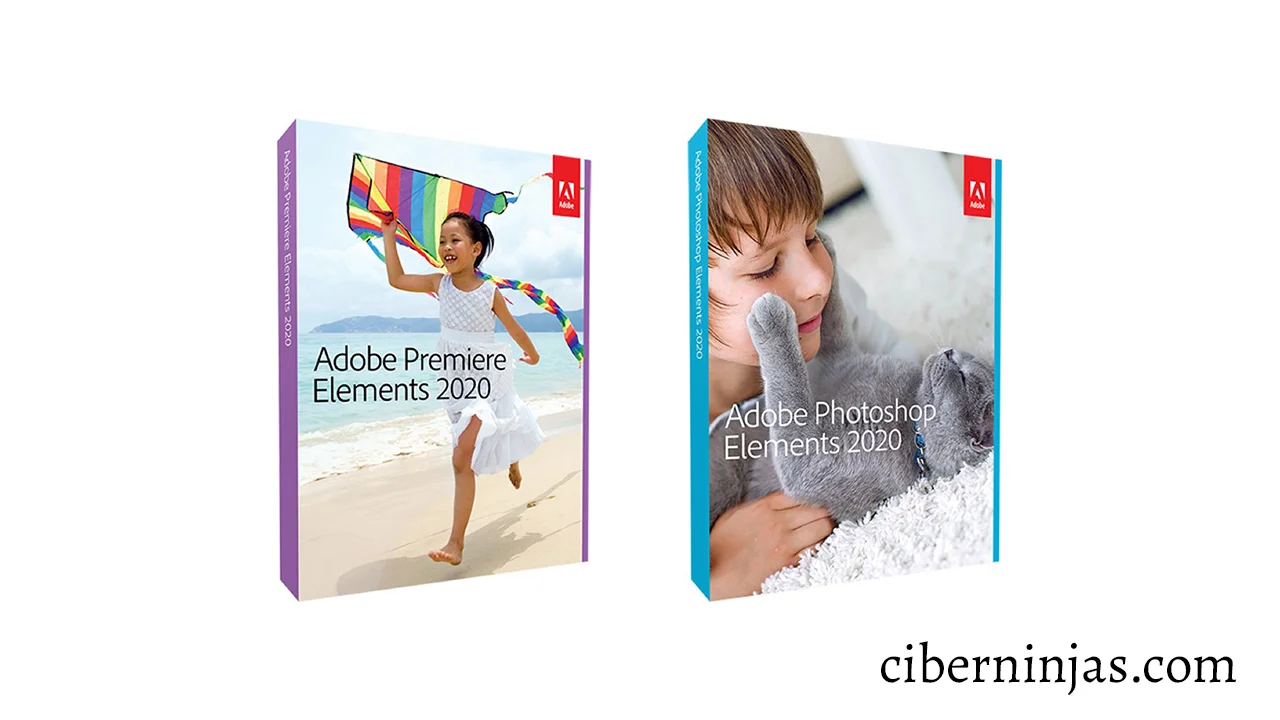 Adobe Premiere Elements 2020
Adobe
Adobe Premiere
Elements 2020
Adobe Photoshop Elements 2020
Adobe
Adobe Photoshop
Elements 2020
ciberninjas.com